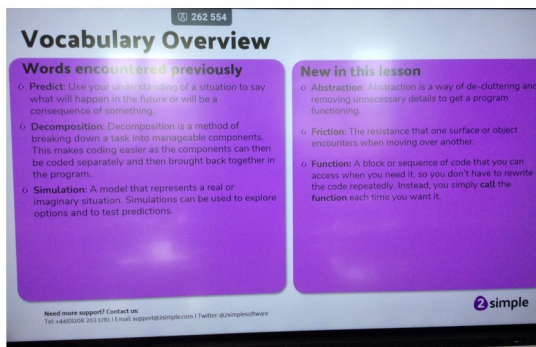 262 554
Vocabulary Overview
Words encountered previously
Predict: Use your understanding of a situation to say
what will happen in the future or will be a
consequence of something.
Decomposition: Decomposition is a method of
breaking down a task into manageable components.
This makes coding easier as the components can then
be coded separately and then brought back together in
the program.
Simulation: A model that represents a real or
imaginary situation. Simulations can be used to explore
options and to test predictions.
New in this lesson
Abstraction: Abstraction is a way of de-cluttering and
removing unnecessary details to get a program
functioning.
Friction: The resistance that one surface or object
encounters when moving over another.
Function: A block or sequence of code that you can
access when you need it, so you don't have to rewrite
the code repeatedly. Instead, you simply call the
function each time you want it.
Need more support? Contact us:
Tel: +44(0)208 203 1781 | Email: support@2simple.com | Twitter: @2simplesoftware
2 simple